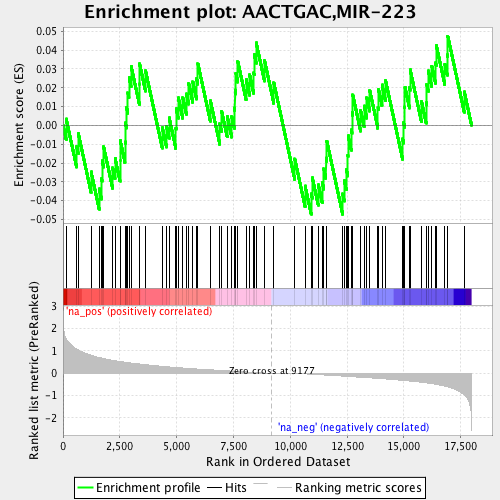 Enrichment plot: AACTGAC,MIR-223
Enrichment score (ES)
0.05
0.04
0.03
0.02
0.01
0.00
-0.01
-0.02
-0.03
-0.04
-0.05
'na_pos' (positively correlated)
Ranked list metric (PreRanked)
3
2
1
0
-1
-2
Zero cross at 9177
'na_neg' (negatively correlated)
0
2,500
5,000
7,500
10,000
12,500
15,000
17,500
Rank in Ordered Dataset
Enrichment profile
Hits
Ranking metric scores